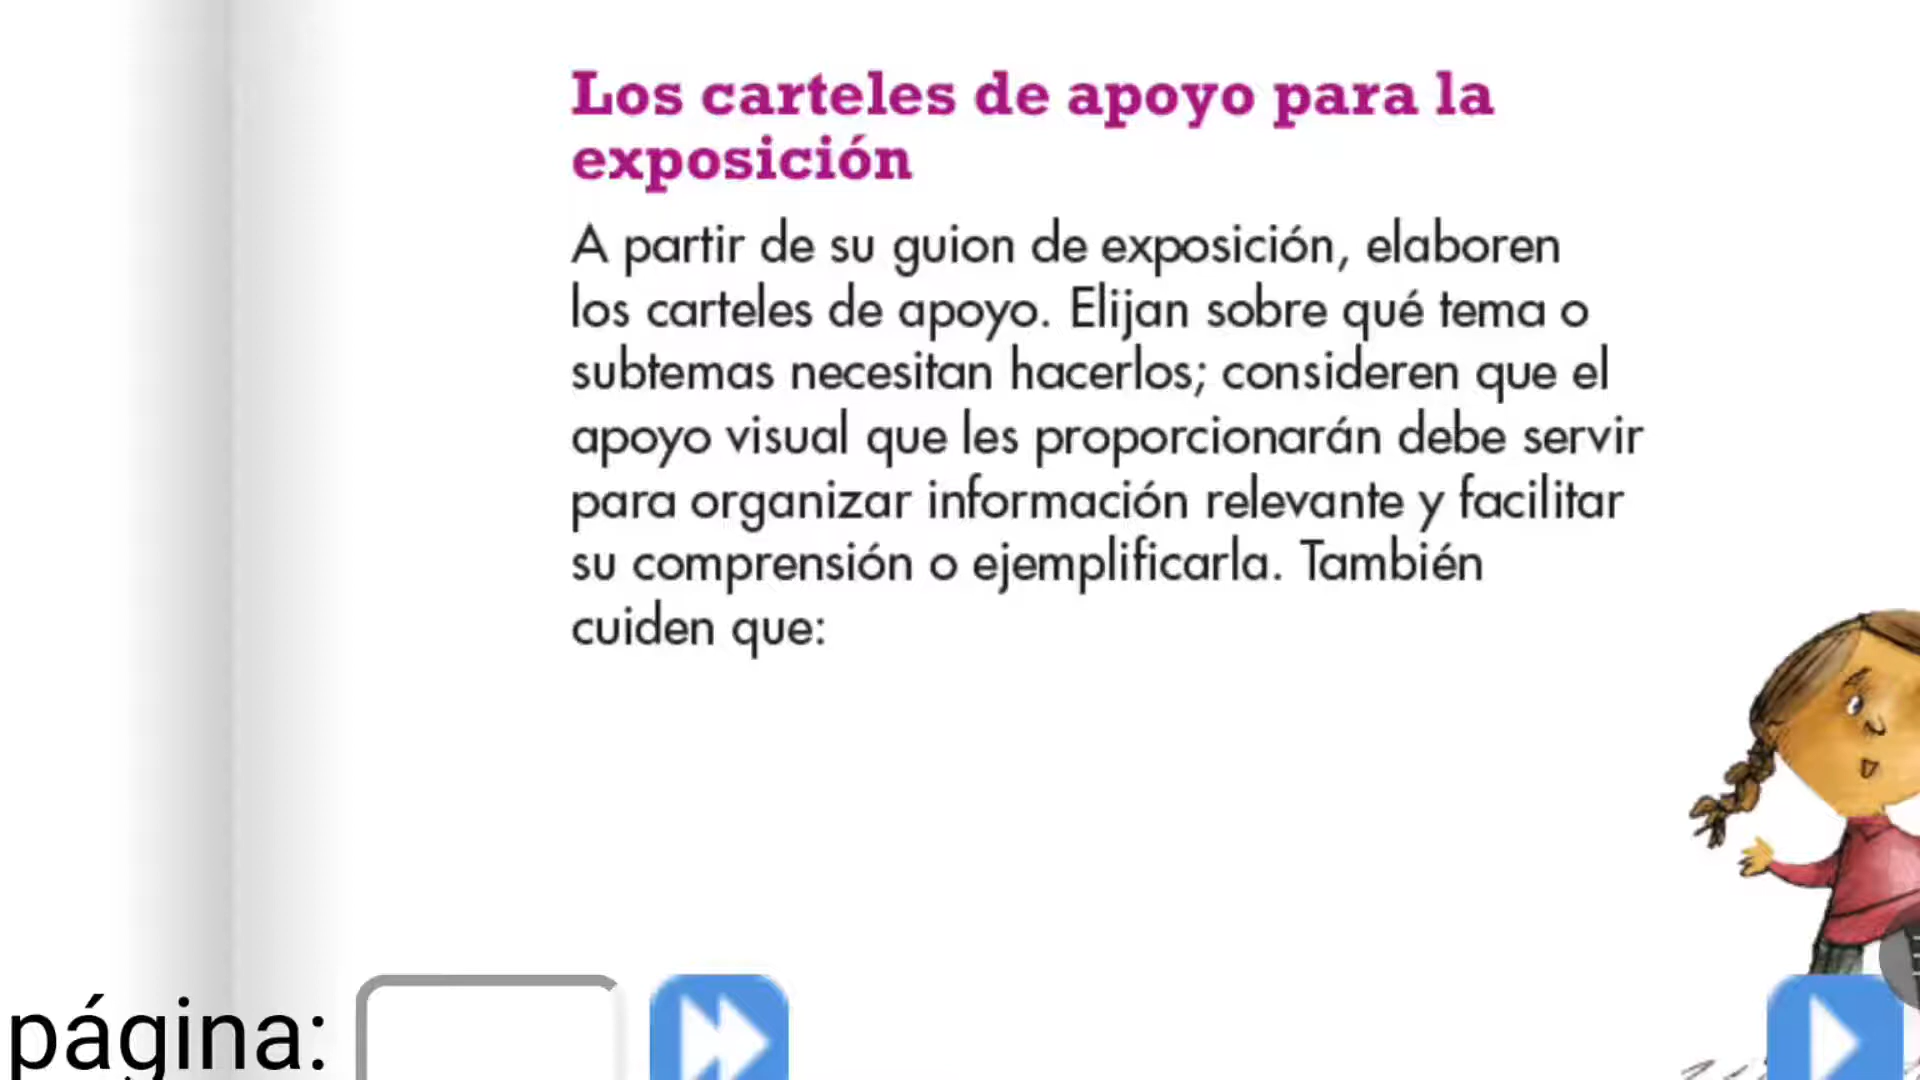 Los carteles de apoyo para la
exposición
A partir de su guion de exposición, elaboren
los carteles de apoyo. Elijan sobre qué tema o
subtemas necesitan hacerlos; consideren que el
apoyo visual que les proporcionarán debe servir
para organizar información relevante y facilitar
su comprensión o ejemplificarla. También
cuiden que:
página: